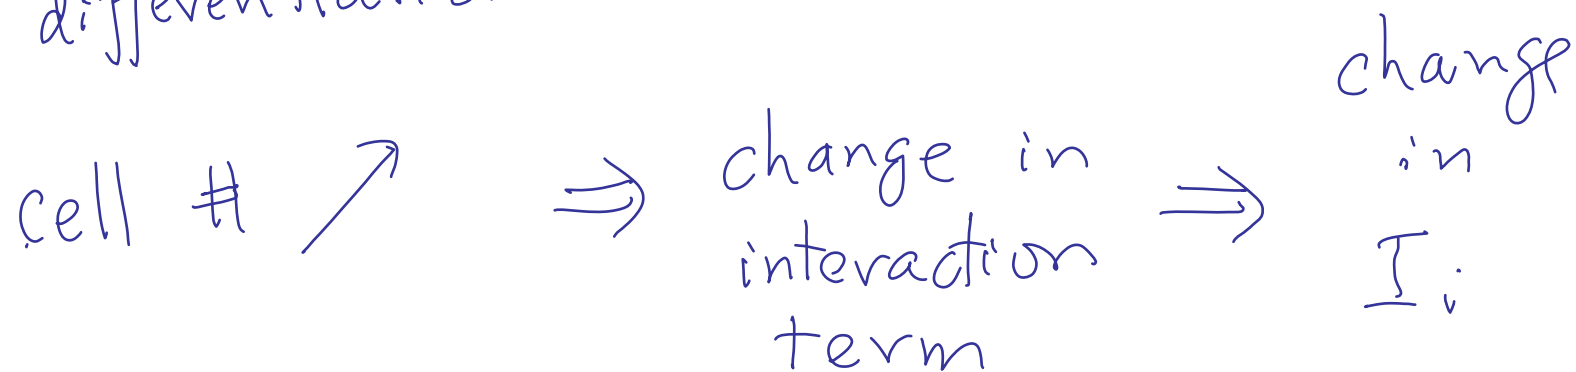 cell # ↗ ⇒ change in interaction term ⇒ change in I_i